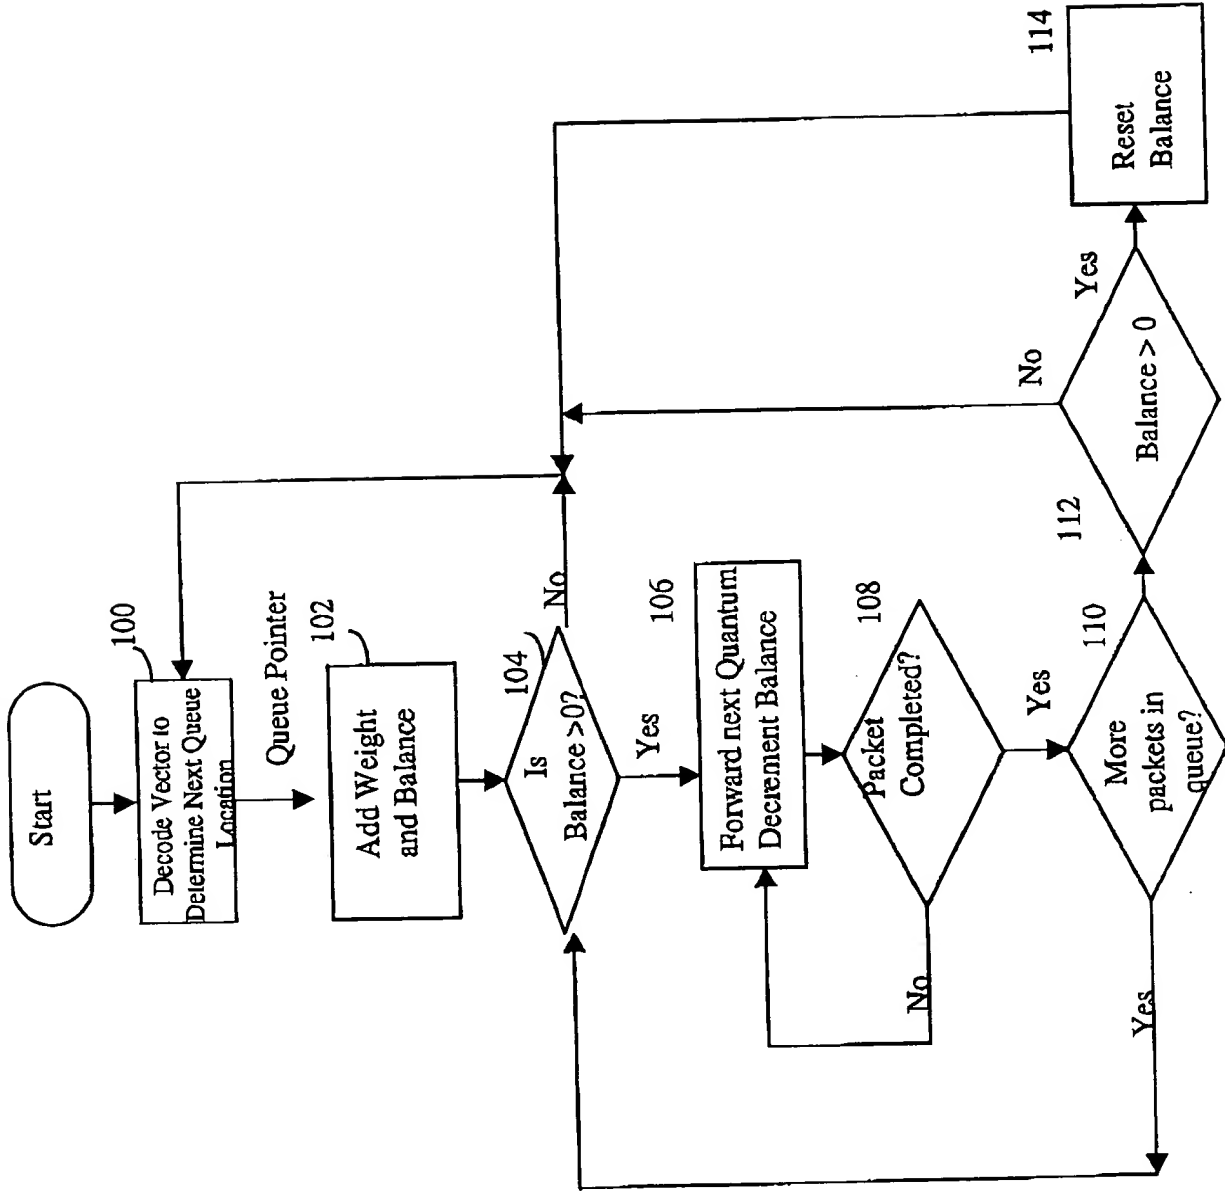 Start
100
Decode Vector to
Determine Next Queue
Location
Queue Pointer
102
Add Weight
and Balance
104
Is
Balance >0?
No
Yes
106
Forward next Quantum
Decrement Balance
108
Packet
Completed?
No
Yes
110
More
packets in
queue?
Yes
112
Balance > 0
No
Yes
114
Reset
Balance